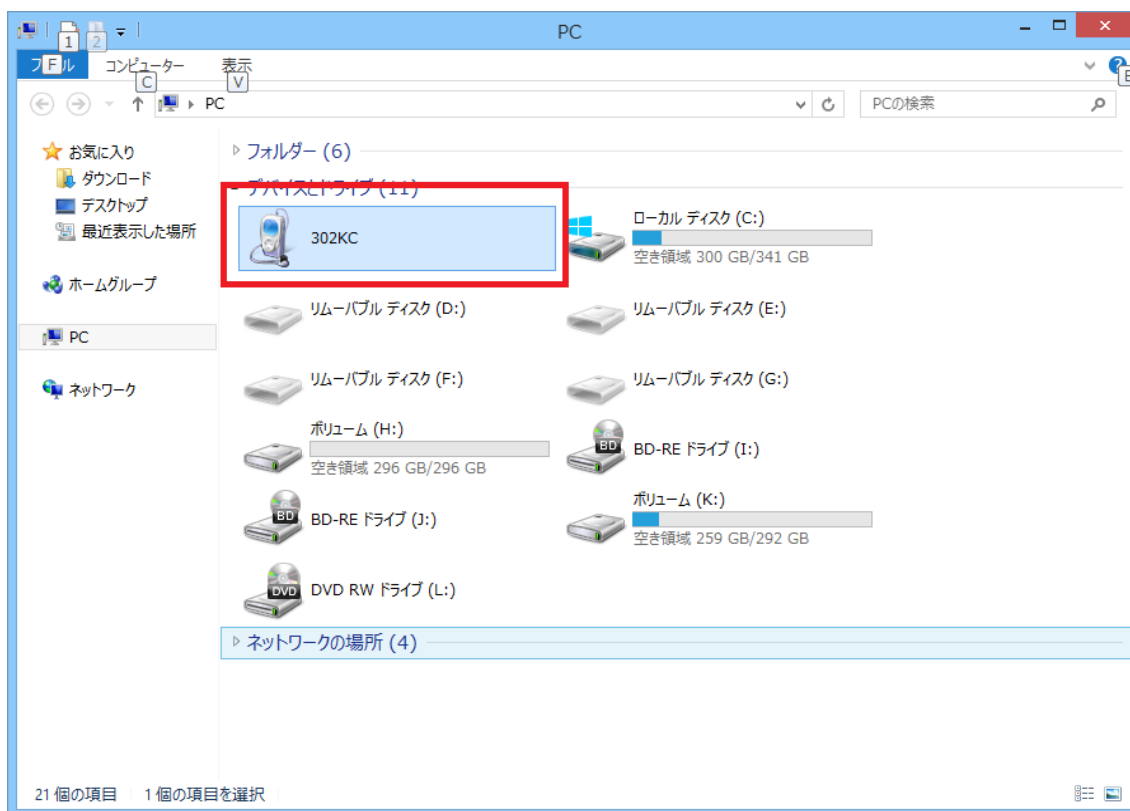 PC
1
2
フ F ル
コンピューター
表示
C
V
E
PC
PCの検索
お気に入り
ダウンロード
デスクトップ
最近表示した場所
ホームグループ
PC
ネットワーク
フォルダー (6)
デバイスとドライブ (11)
302KC
ローカル ディスク (C:)
空き領域 300 GB/341 GB
リムーバブル ディスク (D:)
リムーバブル ディスク (E:)
リムーバブル ディスク (F:)
リムーバブル ディスク (G:)
ボリューム (H:)
空き領域 296 GB/296 GB
BD
BD-RE ドライブ (I:)
BD
BD-RE ドライブ (J:)
ボリューム (K:)
空き領域 259 GB/292 GB
DVD
DVD RW ドライブ (L:)
ネットワークの場所 (4)
21 個の項目
1 個の項目を選択